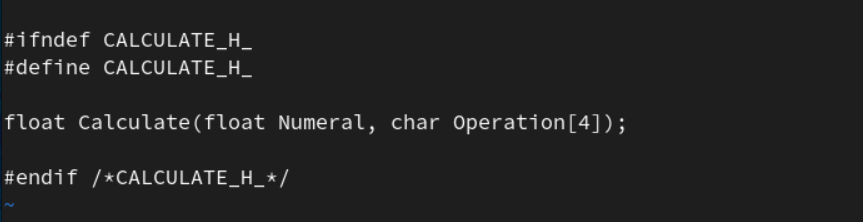 #ifndef CALCULATE_H_
#define CALCULATE_H_
float Calculate(float Numeral, char Operation[4]);
#endif /*CALCULATE_H_*/
~